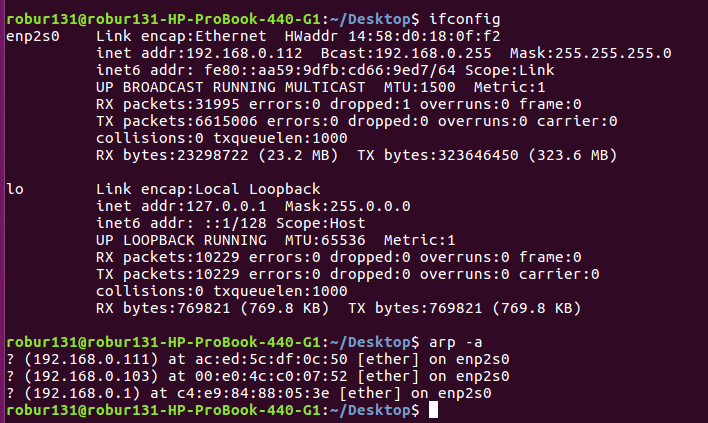 robur131@robur131-HP-ProBook-440-G1:~/Desktop$ ifconfig
enp2s0    Link encap:Ethernet  HWaddr 14:58:d0:18:0f:f2
          inet addr:192.168.0.112  Bcast:192.168.0.255  Mask:255.255.255.0
          inet6 addr: fe80::aa59:9dfb:cd66:9ed7/64 Scope:Link
          UP BROADCAST RUNNING MULTICAST  MTU:1500  Metric:1
          RX packets:31995 errors:0 dropped:1 overruns:0 frame:0
          TX packets:6615006 errors:0 dropped:0 overruns:0 carrier:0
          collisions:0 txqueuelen:1000
          RX bytes:23298722 (23.2 MB)  TX bytes:323646450 (323.6 MB)

lo        Link encap:Local Loopback
          inet addr:127.0.0.1  Mask:255.0.0.0
          inet6 addr: ::1/128 Scope:Host
          UP LOOPBACK RUNNING  MTU:65536  Metric:1
          RX packets:10229 errors:0 dropped:0 overruns:0 frame:0
          TX packets:10229 errors:0 dropped:0 overruns:0 carrier:0
          collisions:0 txqueuelen:1000
          RX bytes:769821 (769.8 KB)  TX bytes:769821 (769.8 KB)

robur131@robur131-HP-ProBook-440-G1:~/Desktop$ arp -a
? (192.168.0.111) at ac:ed:5c:df:0c:50 [ether] on enp2s0
? (192.168.0.103) at 00:e0:4c:c0:07:52 [ether] on enp2s0
? (192.168.0.1) at c4:e9:84:88:05:3e [ether] on enp2s0
robur131@robur131-HP-ProBook-440-G1:~/Desktop$